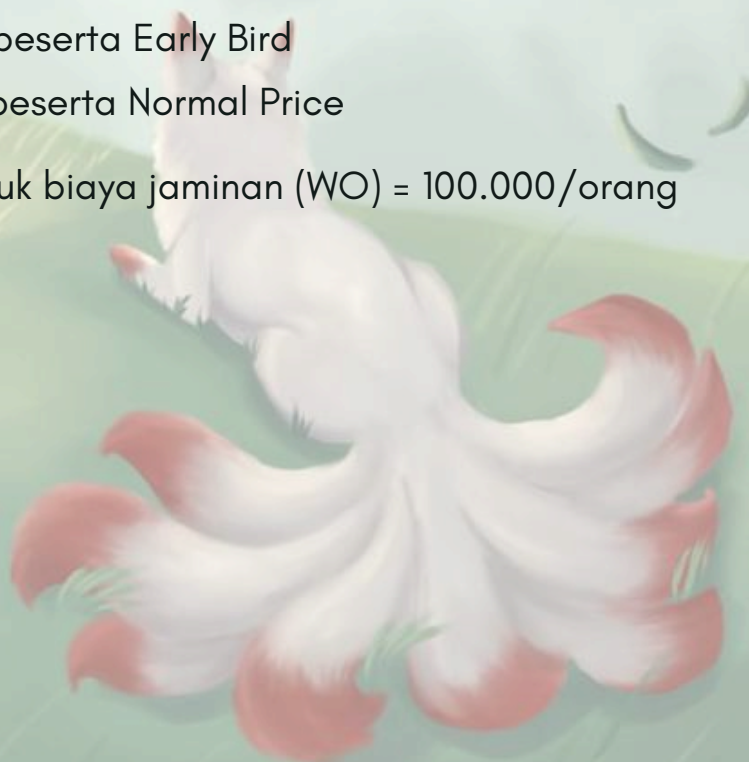 peserta Early Bird
peserta Normal Price
uk biaya jaminan (WO) = 100.000/orang